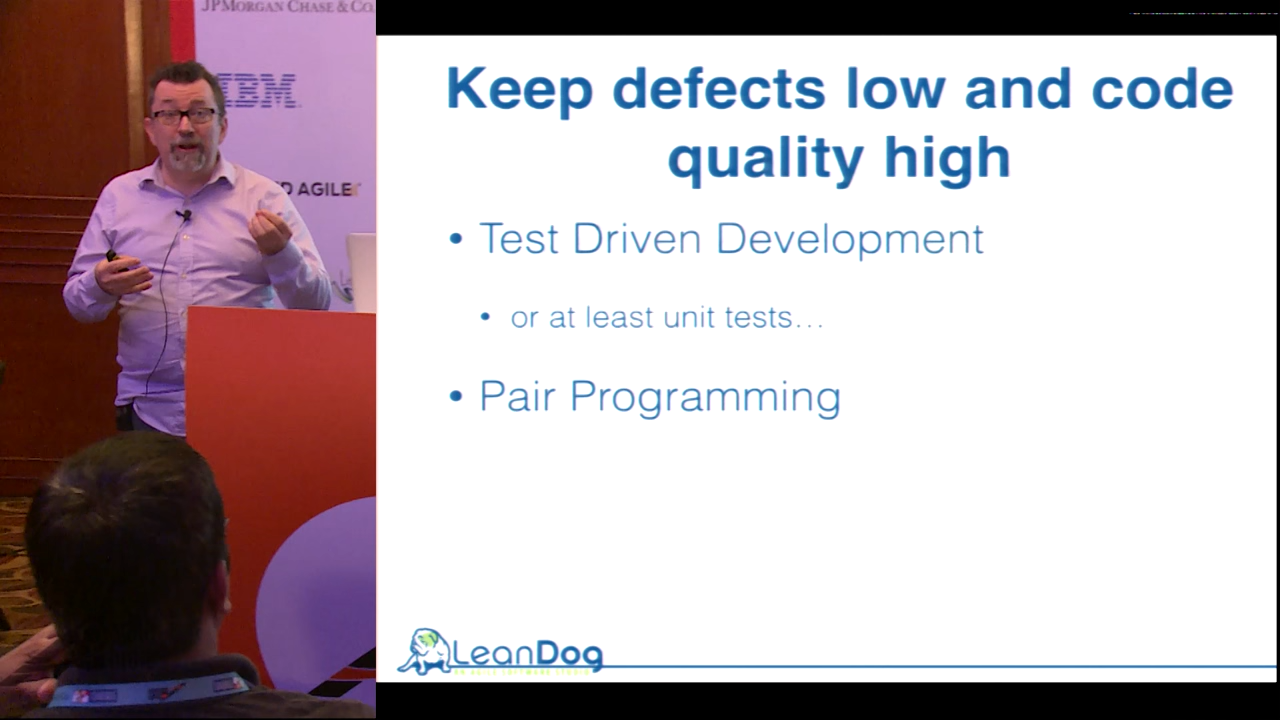 JPMORGAN CHASE & CO.
IBM
D AGILE
Keep defects low and code
quality high
• Test Driven Development
• or at least unit tests…
• Pair Programming
LeanDog